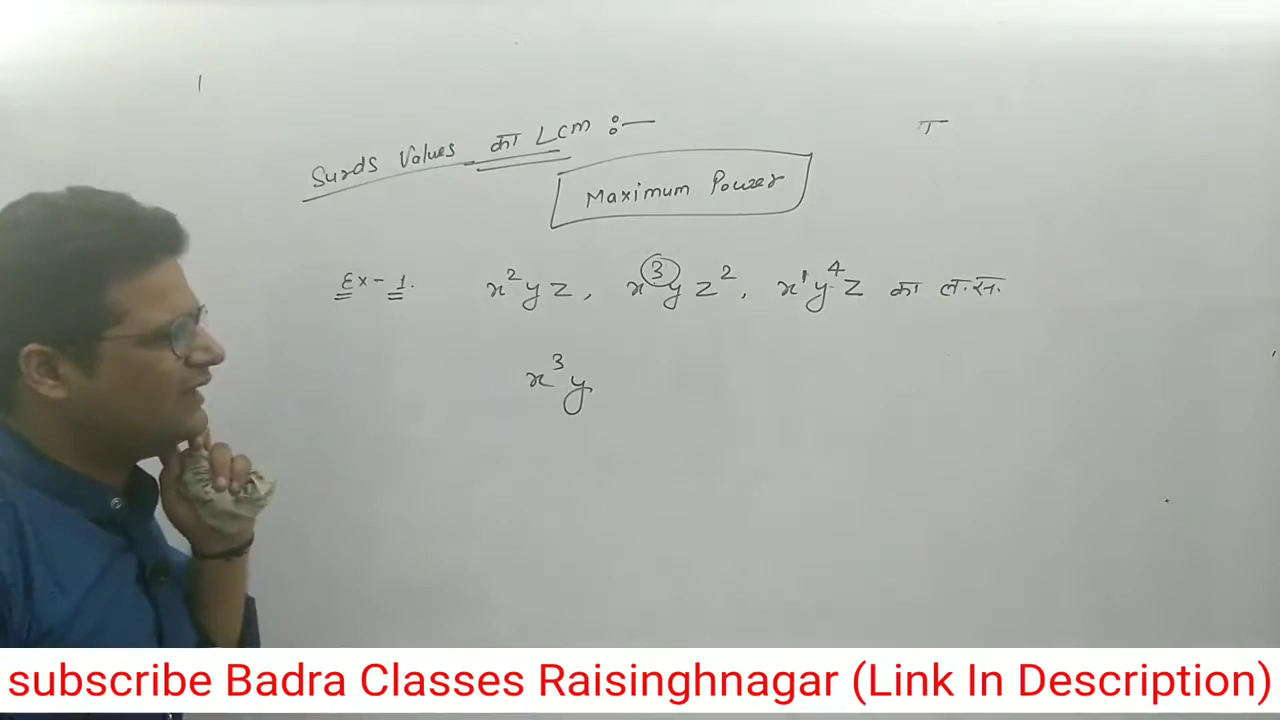 Surds Values का Lcm :—
Maximum Power
Ex-1. x²yz, x³yz², x¹y⁴z का ल.स.
x³y
subscribe Badra Classes Raisinghnagar (Link In Description)